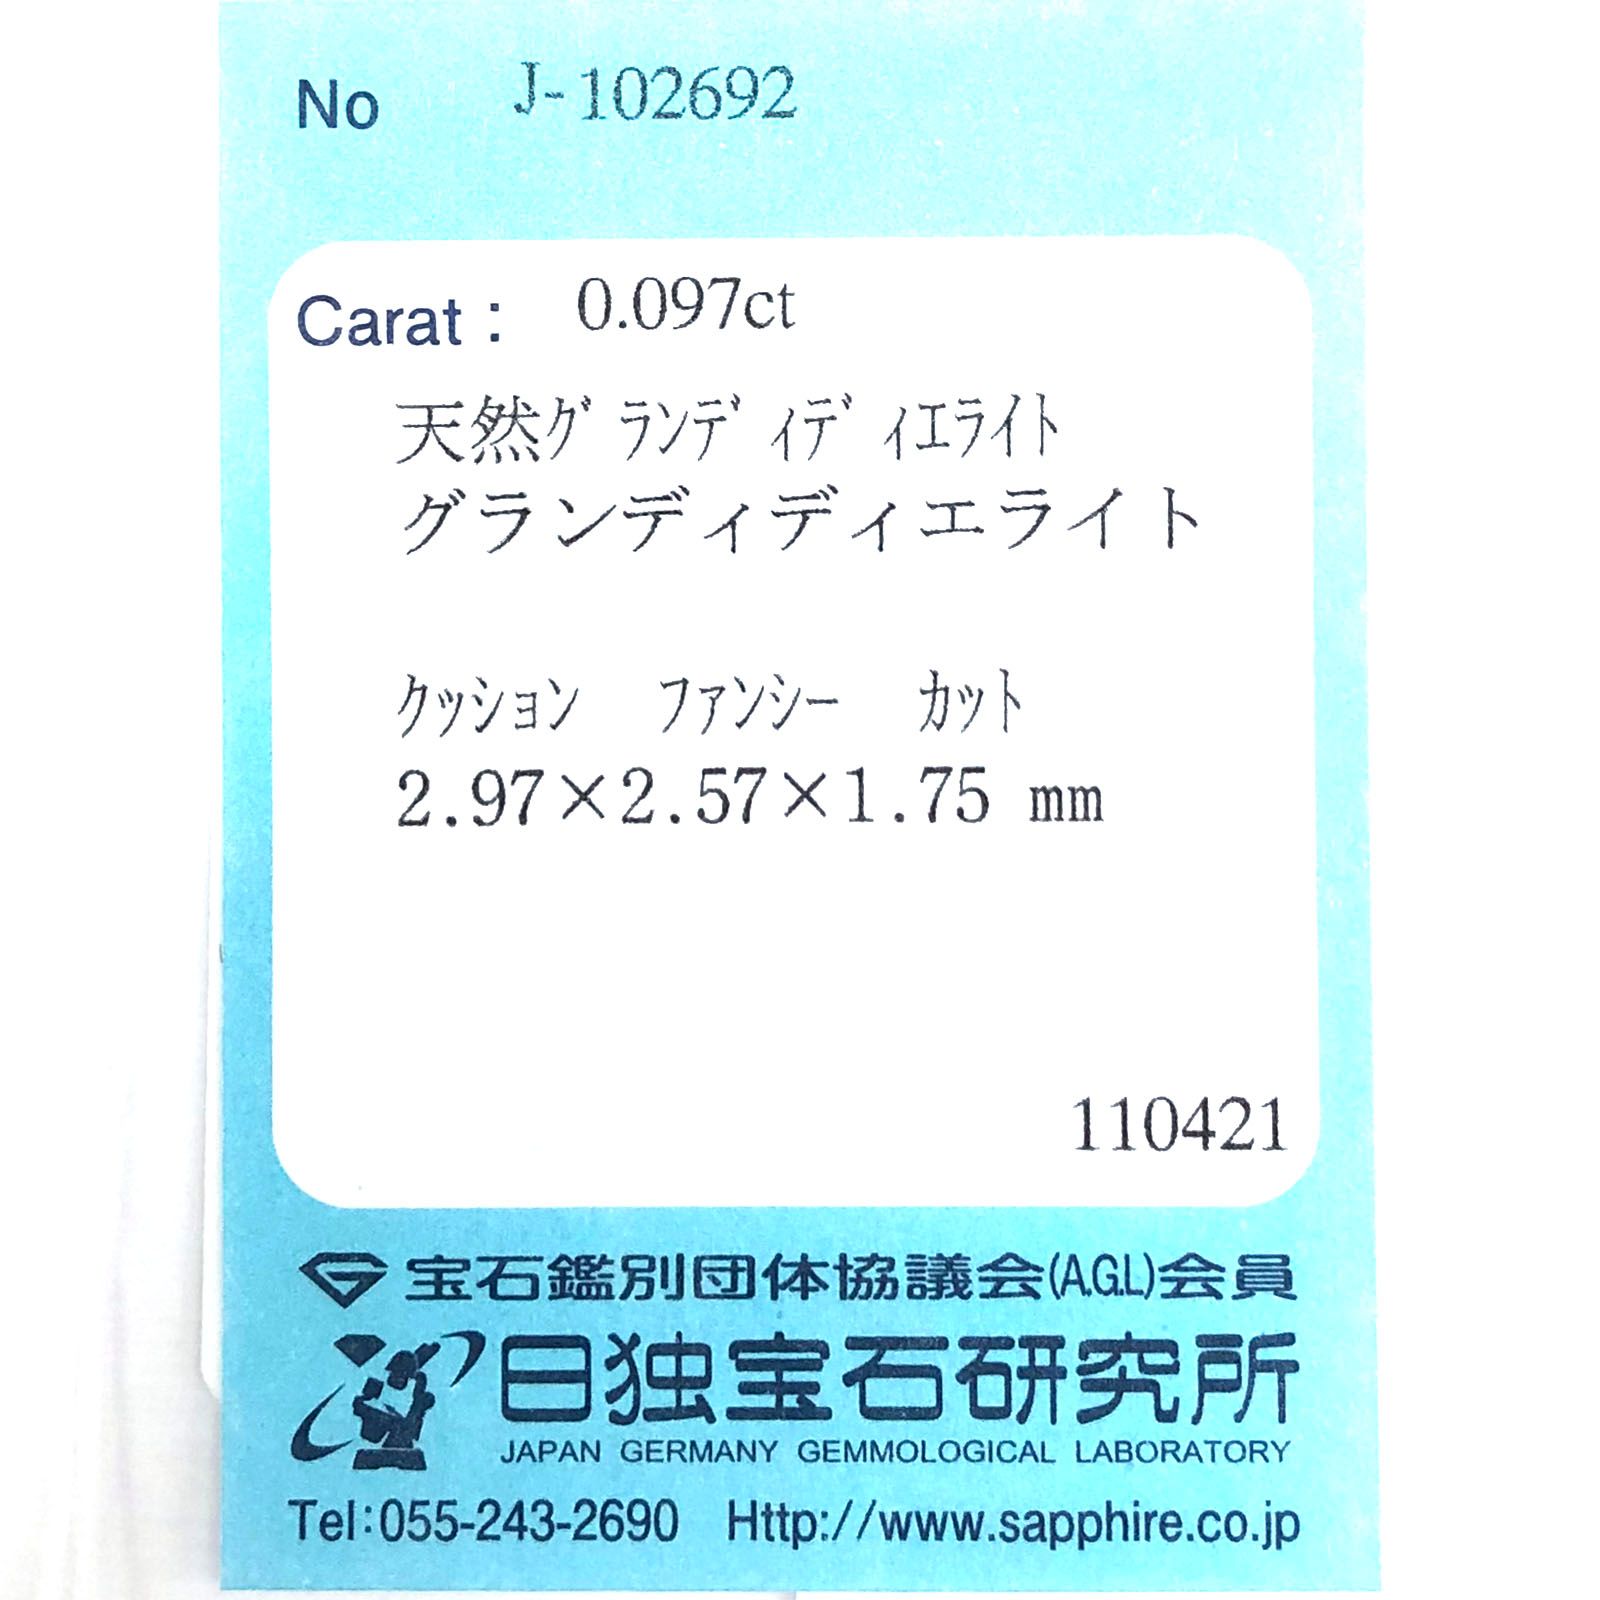 No J-102692
Carat : 0.097ct
天然ｸﾞﾗﾝﾃﾞｨﾃﾞｨｴﾗｲﾄ
グランディディエライト
ｸｯｼｮﾝ ﾌｧﾝｼｰ ｶｯﾄ
2.97×2.57×1.75 mm
110421
宝石鑑別団体協議会(A.G.L)会員
日独宝石研究所
JAPAN GERMANY GEMMOLOGICAL LABORATORY
Tel:055-243-2690 Http://www.sapphire.co.jp